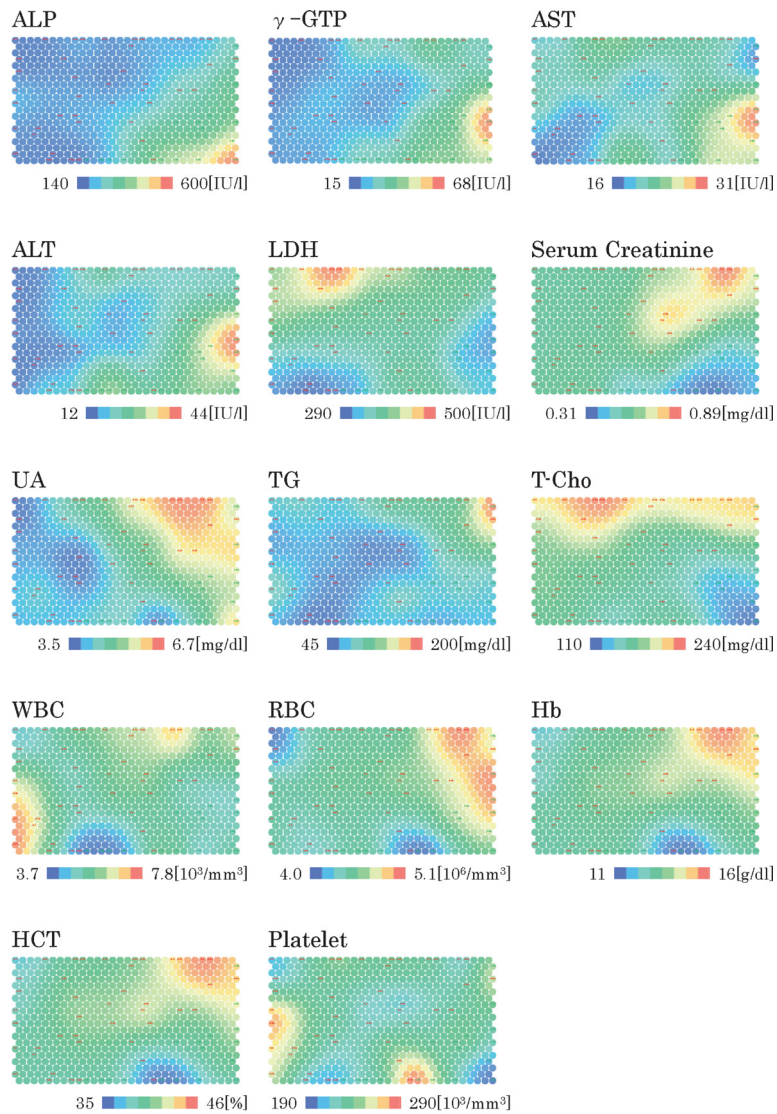 ALP γ-GTP AST
140 600[IU/l] 15 68[IU/l] 16 31[IU/l]
ALT LDH Serum Creatinine
12 44[IU/l] 290 500[IU/l] 0.31 0.89[mg/dl]
UA TG T-Cho
3.5 6.7[mg/dl] 45 200[mg/dl] 110 240[mg/dl]
WBC RBC Hb
3.7 7.8[10³/mm³] 4.0 5.1[10⁶/mm³] 11 16[g/dl]
HCT Platelet
35 46[%] 190 290[10³/mm³]